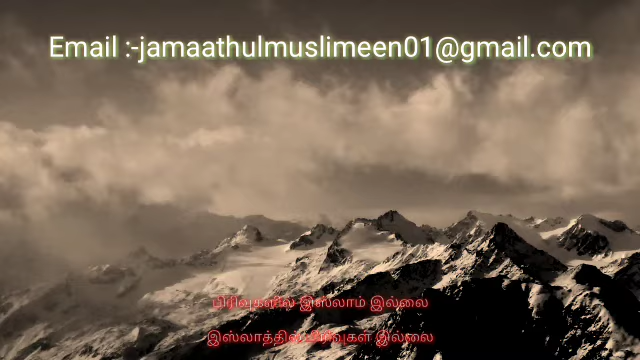 Email :-jamaathulmuslimeen01@gmail.com
பிரிவுகளில் இஸ்லாம் இல்லை
இஸ்லாத்தில் பிரிவுகள் இல்லை